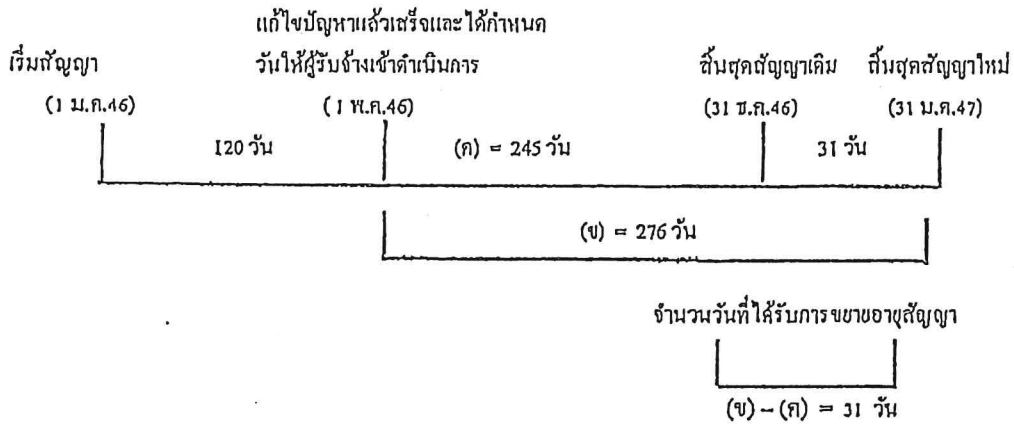 แก้ไขปัญหาแล้วเสร็จและได้กำหนด
เริ่มสัญญา วันให้ผู้รับจ้างเข้าดำเนินการ สิ้นสุดสัญญาเดิม สิ้นสุดสัญญาใหม่
(1 ม.ค.46) (1 พ.ค.46) (31 ธ.ค.46) (31 ม.ค.47)
120 วัน (ค) = 245 วัน 31 วัน
(ข) = 276 วัน
จำนวนวันที่ได้รับการขยายอายุสัญญา
(ข) – (ค) = 31 วัน